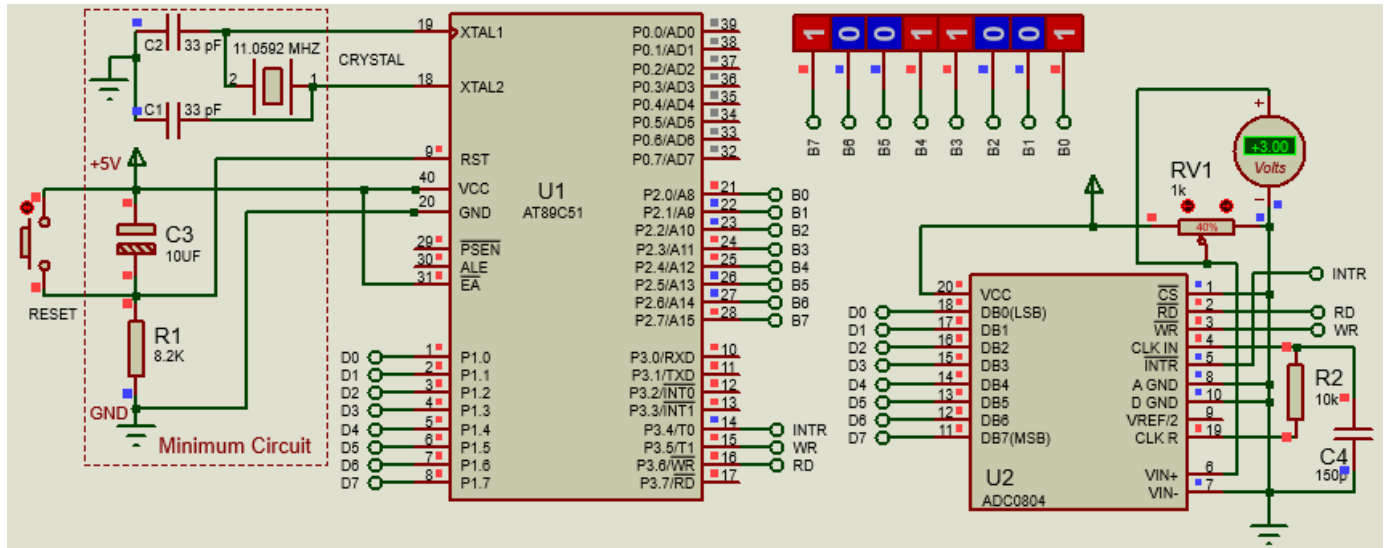 C2 33 pF
11.0592 MHZ
2 1
CRYSTAL
C1 33 pF
+5V
C3
10UF
RESET
R1
8.2K
GND
Minimum Circuit
19 XTAL1
18 XTAL2
9 RST
40 VCC
20 GND
29 PSEN
30 ALE
31 EA
D0 1 P1.0
D1 2 P1.1
D2 3 P1.2
D3 4 P1.3
D4 5 P1.4
D5 6 P1.5
D6 7 P1.6
D7 8 P1.7
U1
AT89C51
P0.0/AD0 39
P0.1/AD1 38
P0.2/AD2 37
P0.3/AD3 36
P0.4/AD4 35
P0.5/AD5 34
P0.6/AD6 33
P0.7/AD7 32
P2.0/A8 21 B0
P2.1/A9 22 B1
P2.2/A10 23 B2
P2.3/A11 24 B3
P2.4/A12 25 B4
P2.5/A13 26 B5
P2.6/A14 27 B6
P2.7/A15 28 B7
P3.0/RXD 10
P3.1/TXD 11
P3.2/INT0 12
P3.3/INT1 13
P3.4/T0 14 INTR
P3.5/T1 15 WR
P3.6/WR 16 RD
P3.7/RD 17
1 0 0 1 1 0 0 1
B7 B6 B5 B4 B3 B2 B1 B0
+
+3.00
Volts
−
RV1
1k
40%
20 VCC
D0 18 DB0(LSB)
D1 17 DB1
D2 16 DB2
D3 15 DB3
D4 14 DB4
D5 13 DB5
D6 12 DB6
D7 11 DB7(MSB)
U2
ADC0804
CS 1
RD 2 RD
WR 3 WR
CLK IN 4
INTR 5 INTR
A GND 8
D GND 10
VREF/2 9
CLK R 19
VIN+ 6
VIN- 7
R2
10k
C4
150p